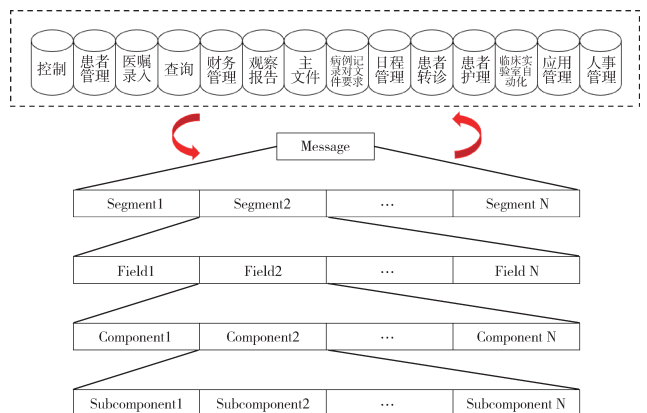 控制
患者
管理
医嘱
录入
查询
财务
管理
观察
报告
主
文件
病例记
录对文
件要求
日程
管理
患者
转诊
患者
护理
临床实
验室自
动化
应用
管理
人事
管理
Message
Segment1 Segment2 … Segment N
Field1 Field2 … Field N
Component1 Component2 … Component N
Subcomponent1 Subcomponent2 … Subcomponent N